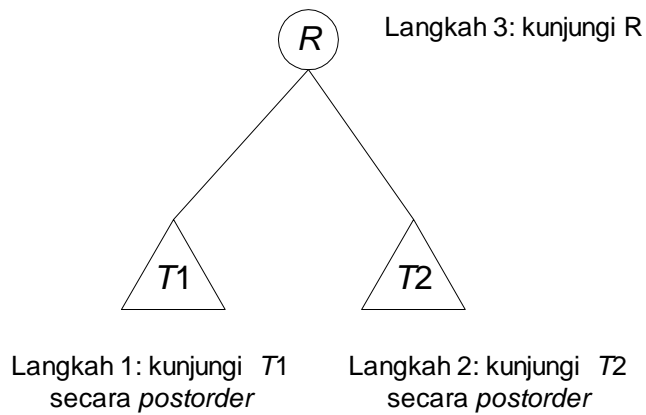 R
Langkah 3: kunjungi R
T1
T2
Langkah 1: kunjungi T1
secara postorder
Langkah 2: kunjungi T2
secara postorder